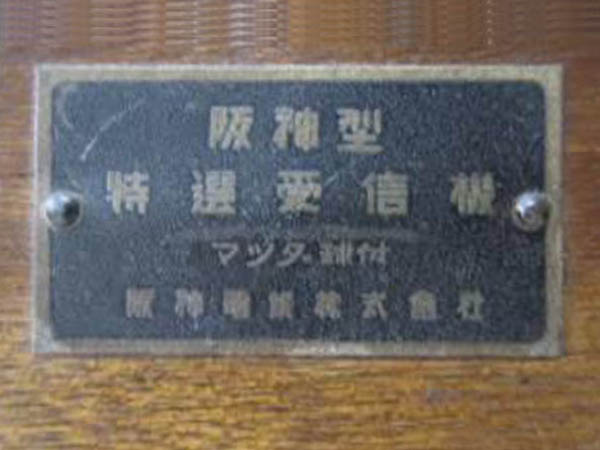 阪神型
特選受信機
マツダ球付
阪神電鉄株式會社